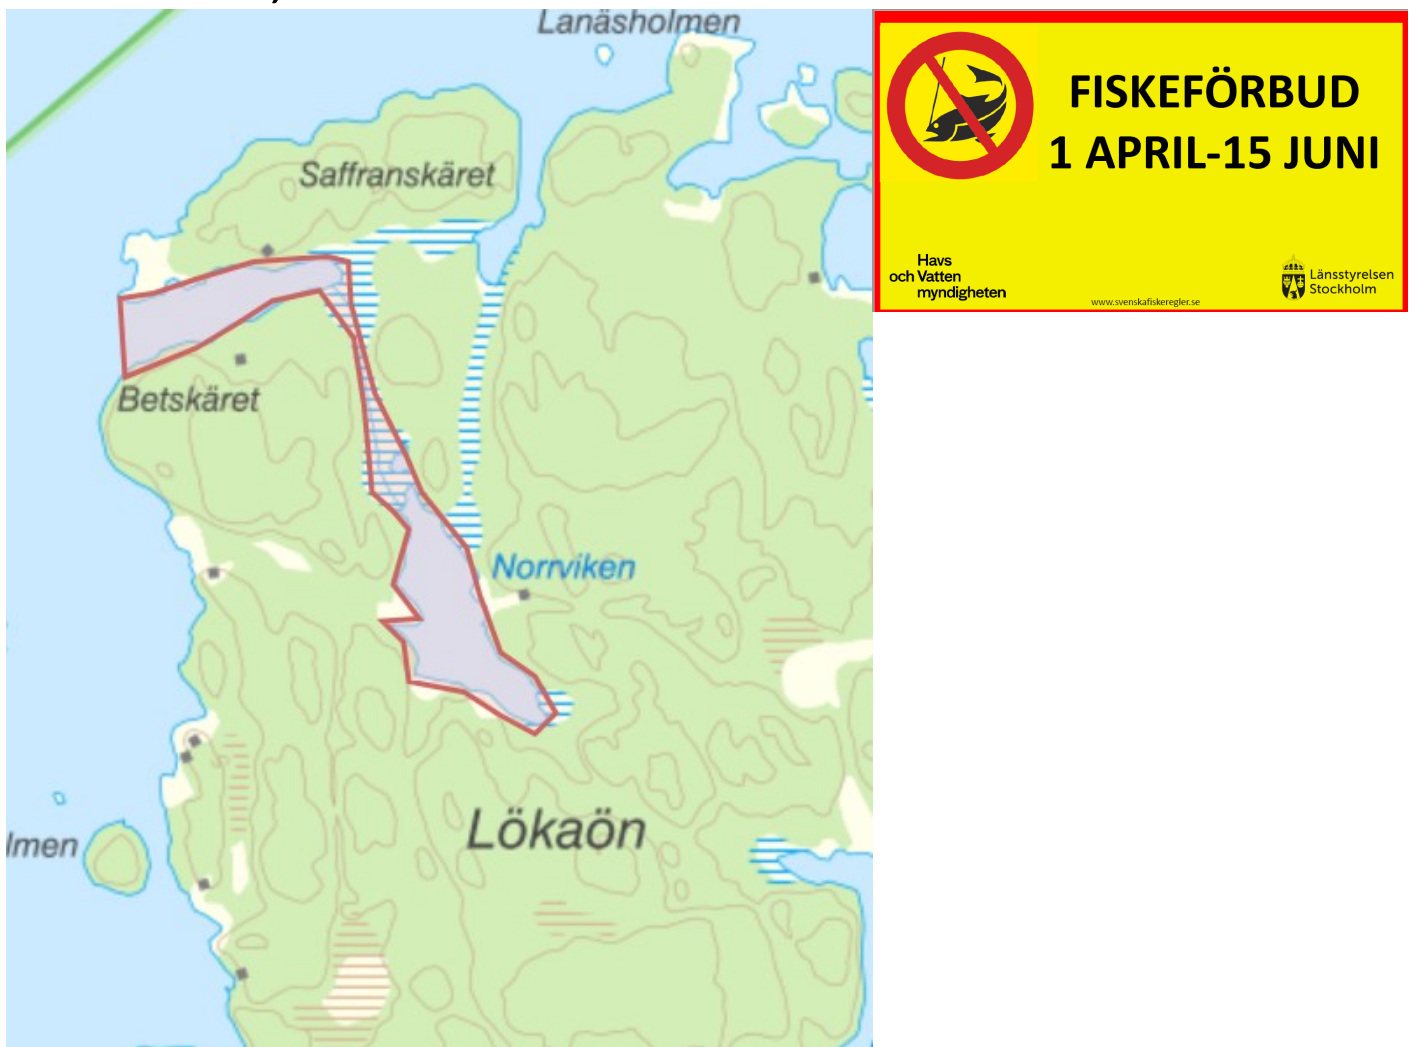 Lanäsholmen
Saffranskäret
Betskäret
Norrviken
Lökaön
lmen
FISKEFÖRBUD
1 APRIL-15 JUNI
Havs
och Vatten
myndigheten
www.svenskafiskeregler.se
Länsstyrelsen
Stockholm